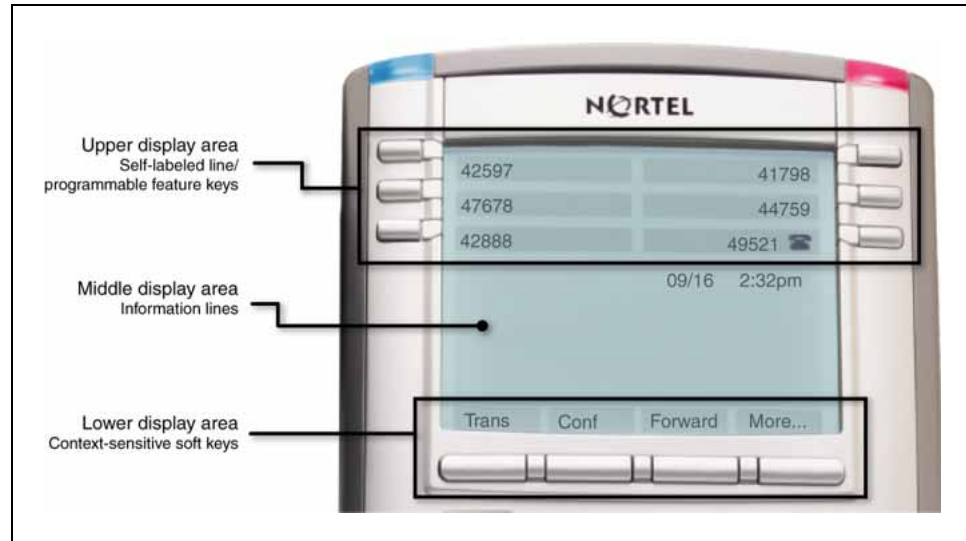 NORTEL
Upper display area
Self-labeled line/
programmable feature keys
42597 41798
47678 44759
42888 49521
09/16 2:32pm
Middle display area
Information lines
Lower display area
Context-sensitive soft keys
Trans Conf Forward More...